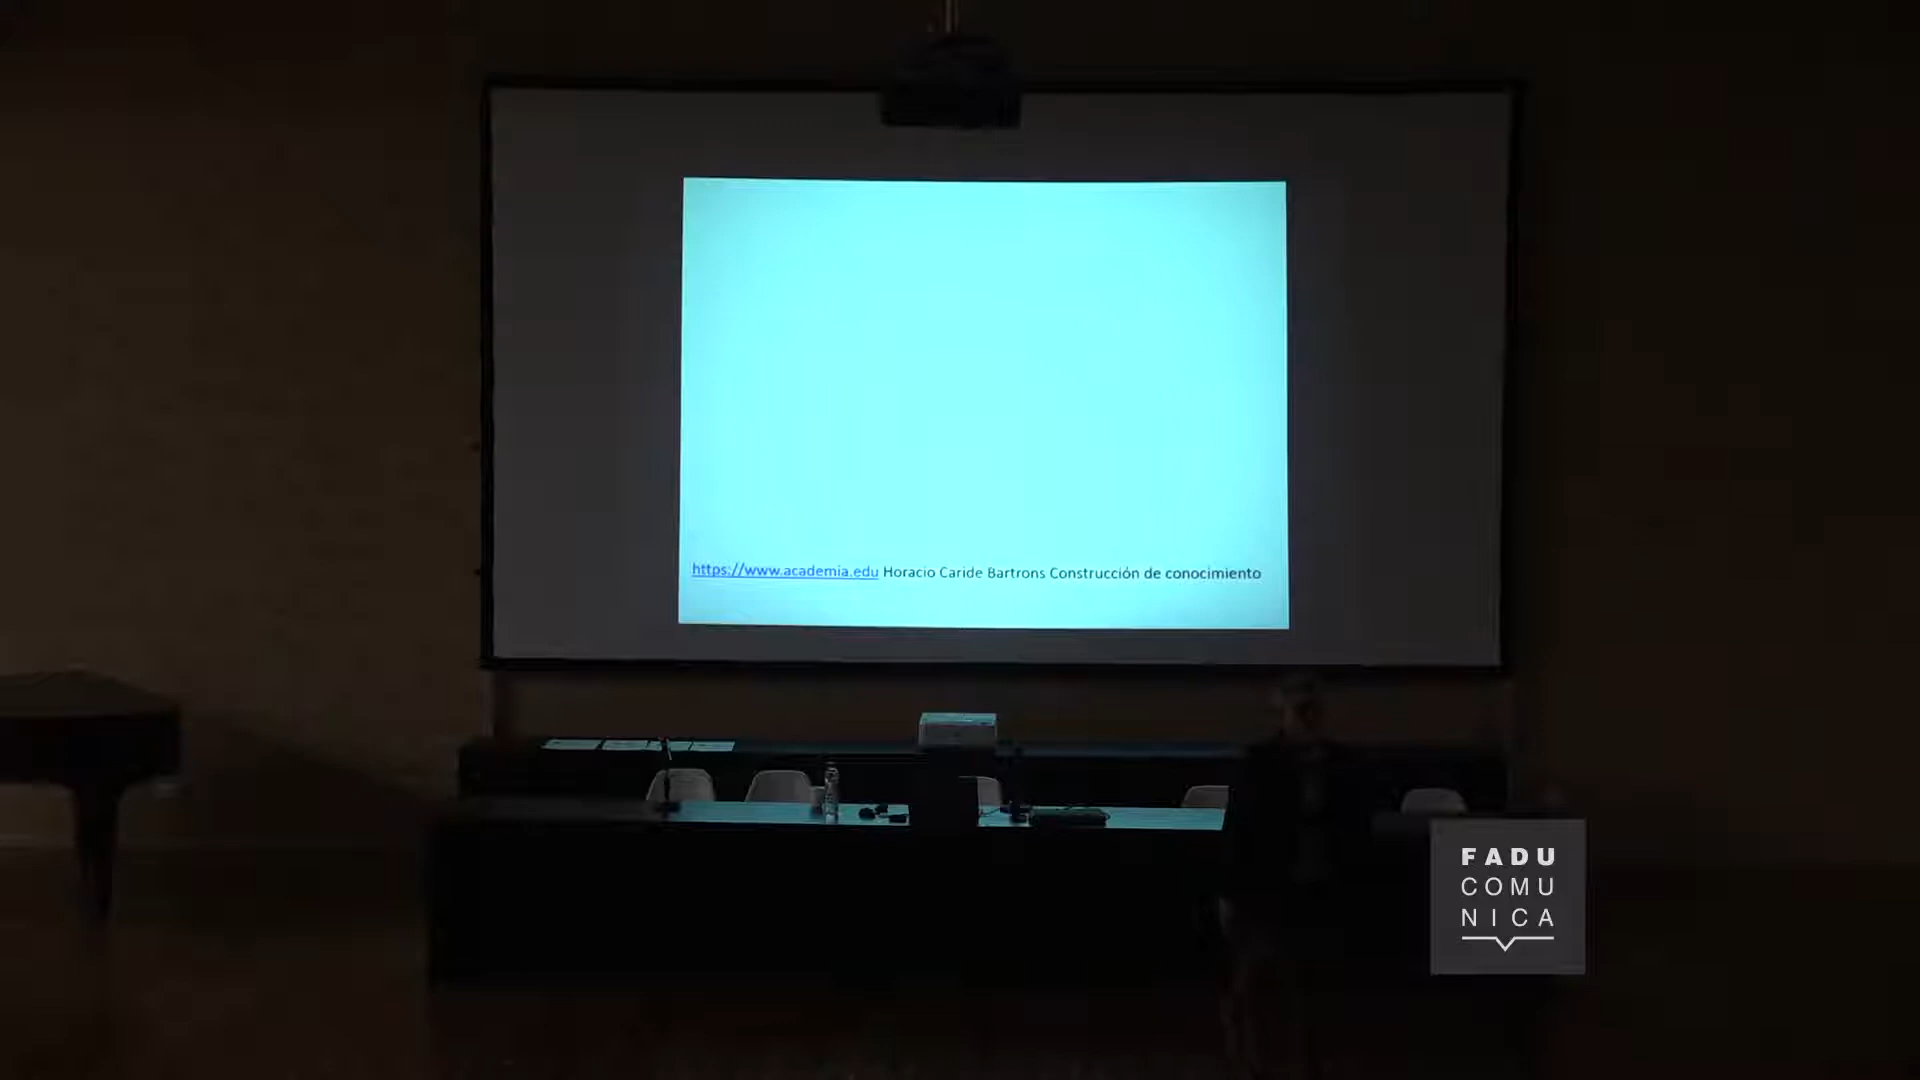 https://www.academia.edu Horacio Caride Bartrons Construcción de conocimiento
FADU
COMU
NICA